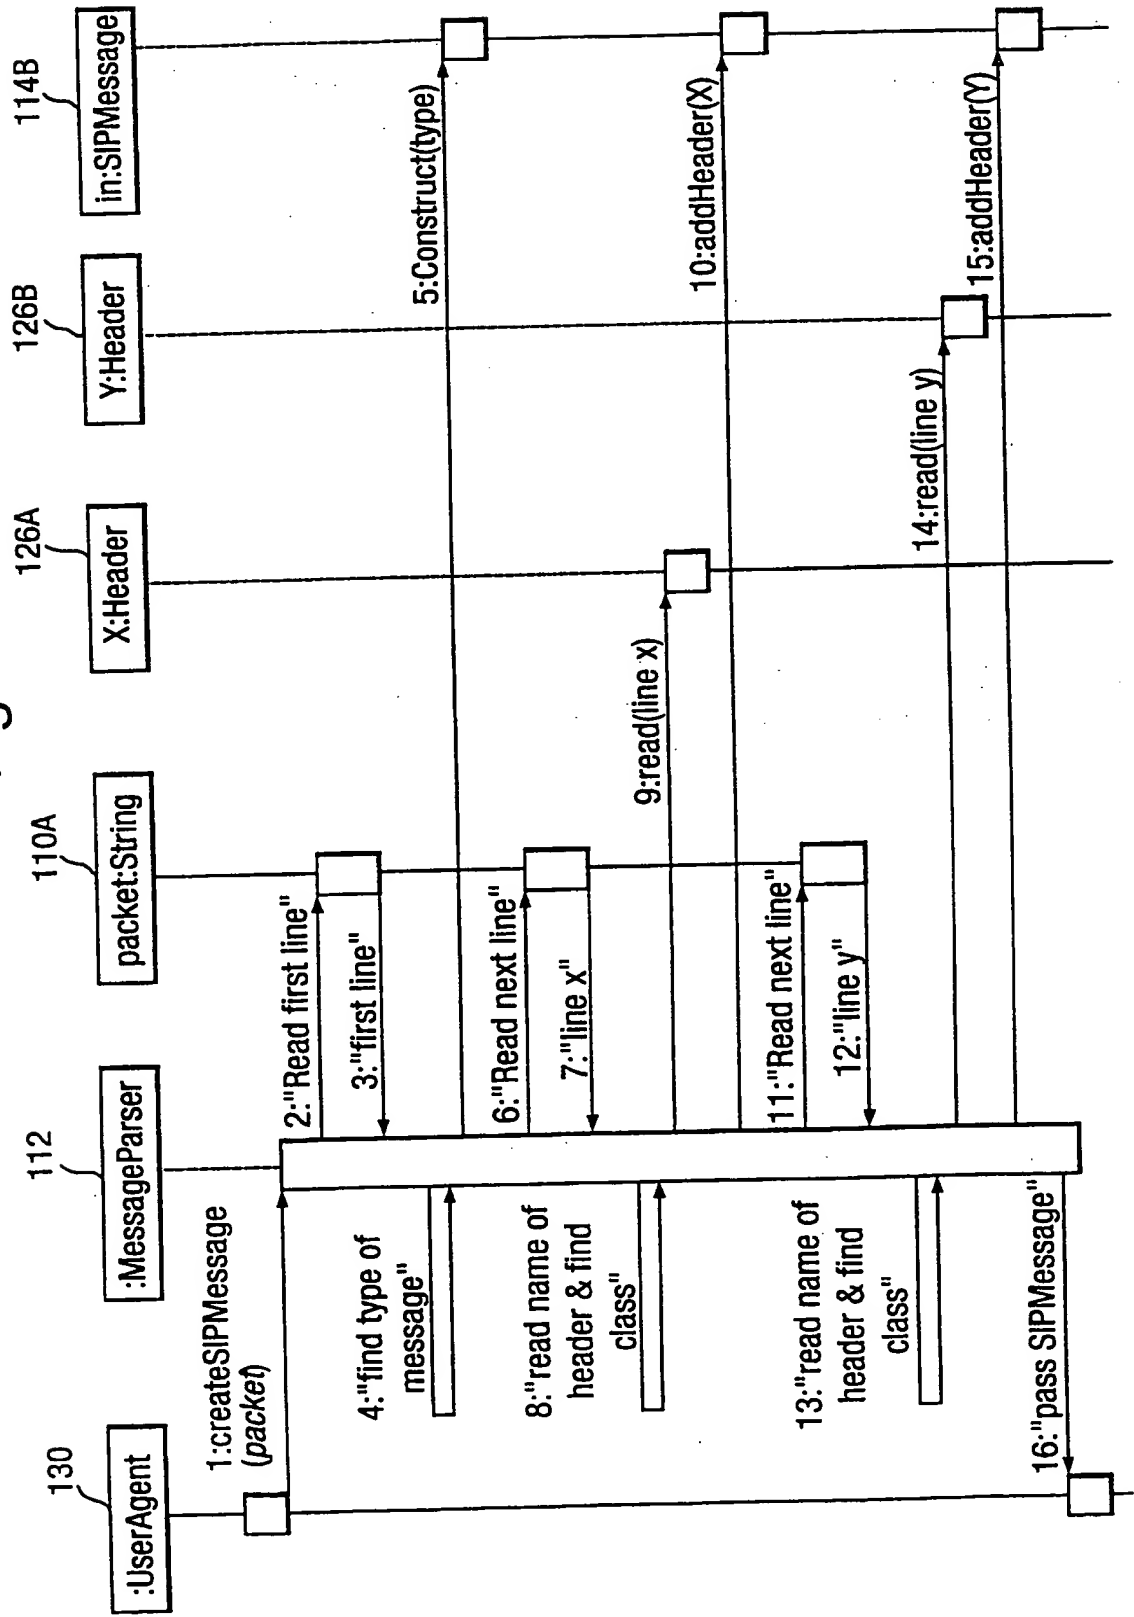 130
:UserAgent
112
:MessageParser
110A
packet:String
126A
X:Header
126B
Y:Header
114B
in:SIPMessage
1:createSIPMessage
(packet)
2:"Read first line"
3:"first line"
4:"find type of
message"
5:Construct(type)
6:"Read next line"
7:"line x"
8:"read name of
header & find
class"
9:read(line x)
10:addHeader(X)
11:"Read next line"
12:"line y"
13:"read name of
header & find
class"
14:read(line y)
15:addHeader(Y)
16:"pass SIPMessage"